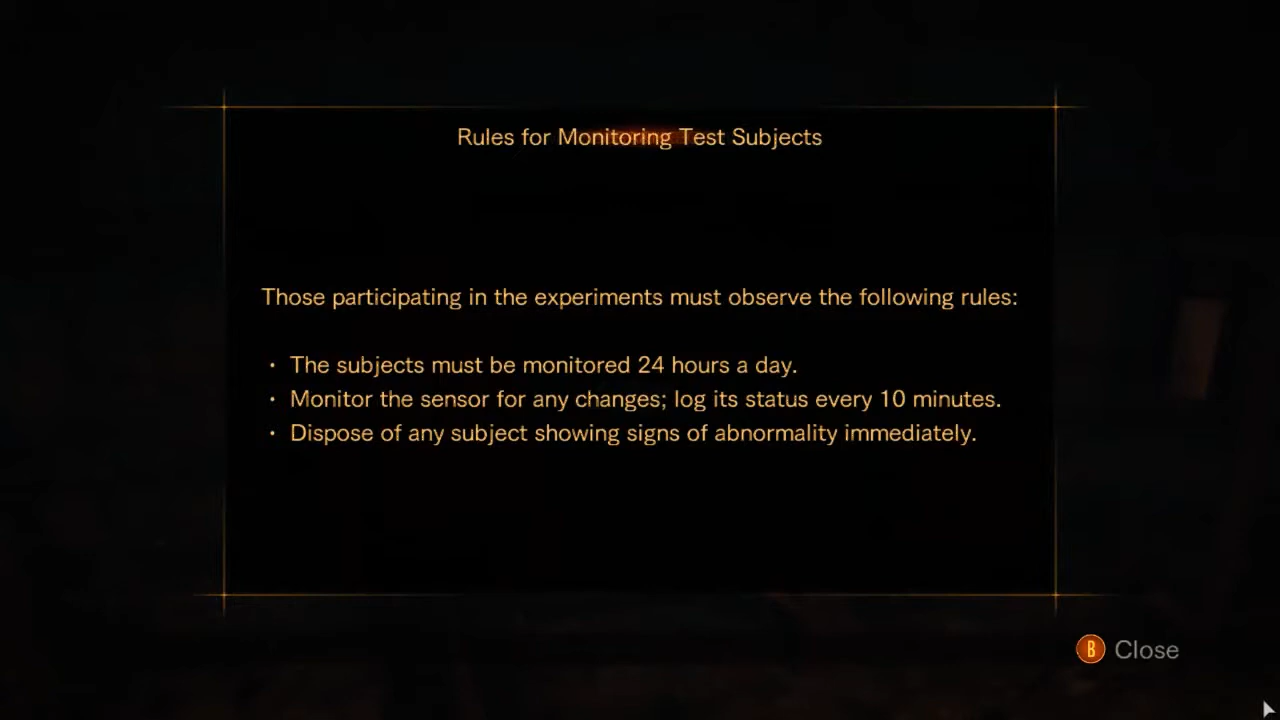 Rules for Monitoring Test Subjects
Those participating in the experiments must observe the following rules:
・ The subjects must be monitored 24 hours a day.
・ Monitor the sensor for any changes; log its status every 10 minutes.
・ Dispose of any subject showing signs of abnormality immediately.
B Close